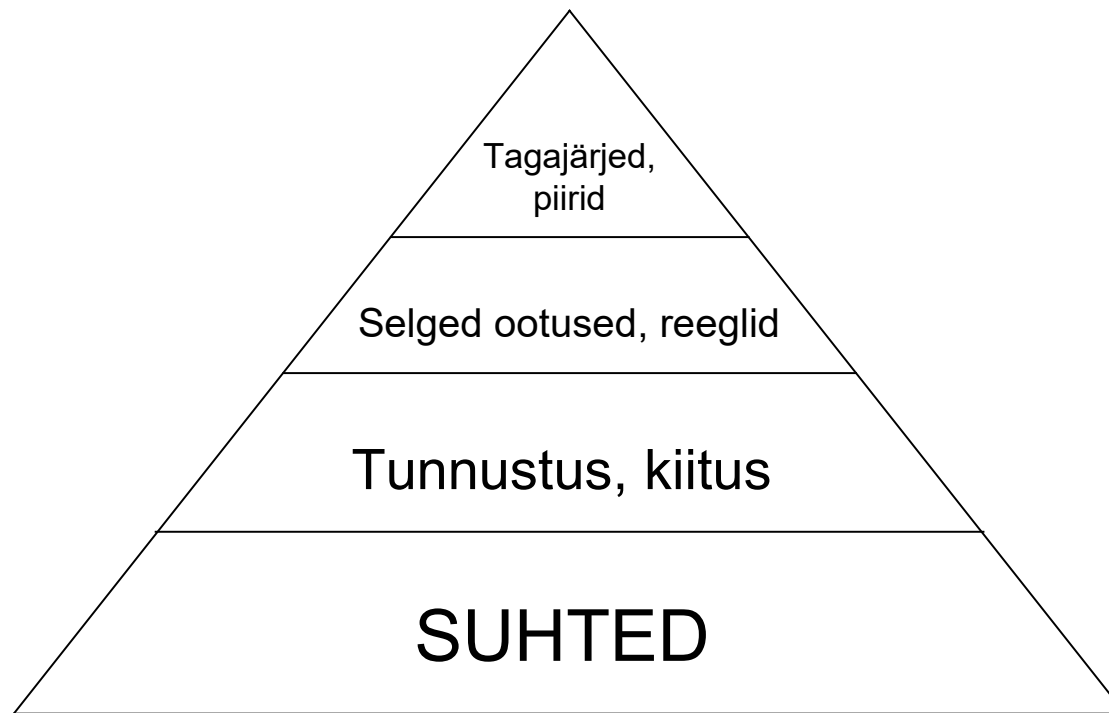 Tagajärjed,
piirid
Selged ootused, reeglid
Tunnustus, kiitus
SUHTED